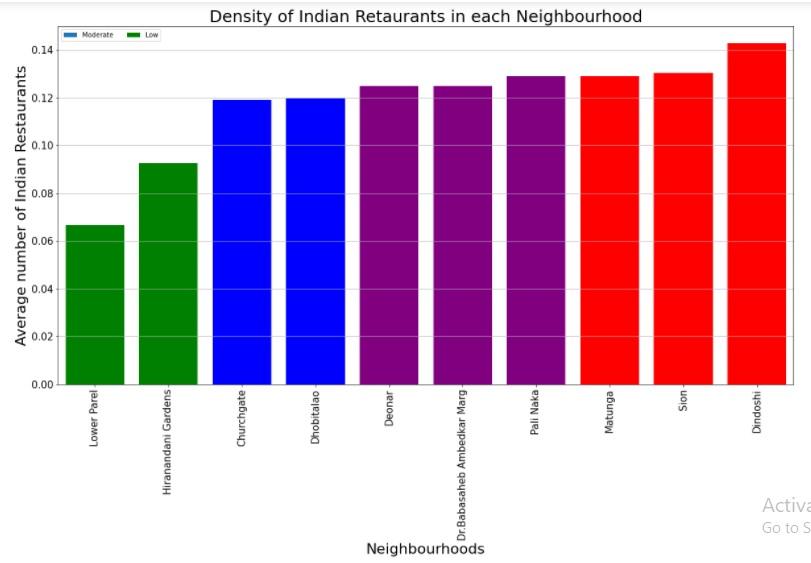 Density of Indian Retaurants in each Neighbourhood
Moderate Low
Average number of Indian Restaurants
0.14
0.12
0.10
0.08
0.06
0.04
0.02
0.00
Lower Parel
Hiranandani Gardens
Churchgate
Dhobitalao
Deonar
Dr.Babasaheb Ambedkar Marg
Pali Naka
Matunga
Sion
Dindoshi
Neighbourhoods
Activa
Go to S